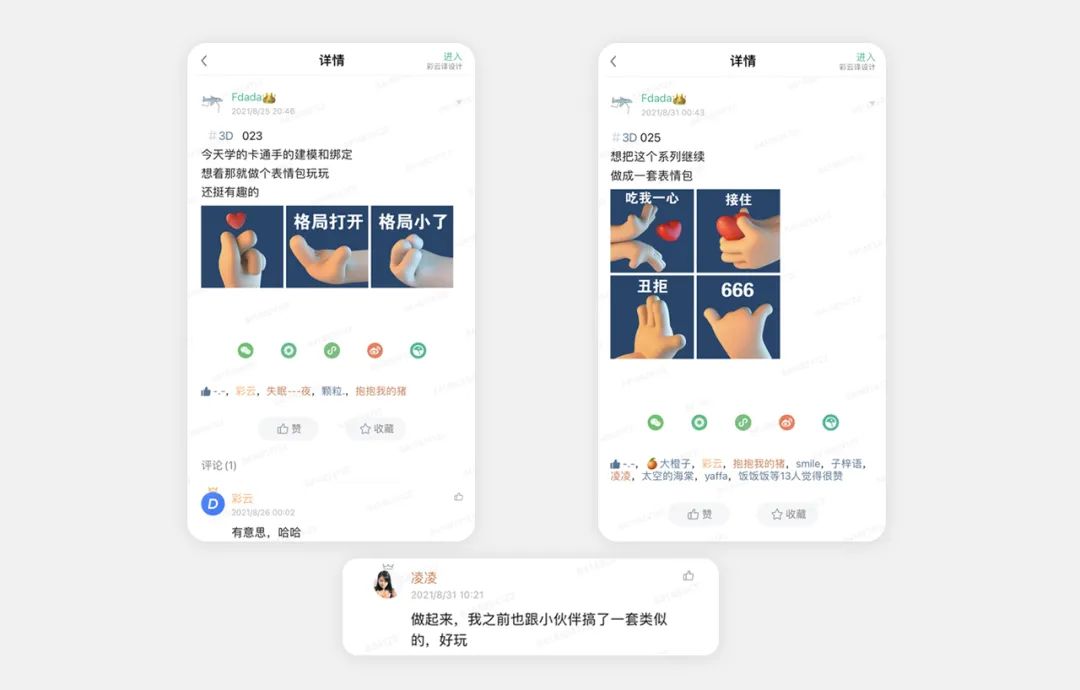 详情
进入
彩云译设计
Fdada
2021/8/25 20:46
#3D 023
今天学的卡通手的建模和绑定
想着那就做个表情包玩玩
还挺有趣的
格局打开
格局小了
-.-，彩云，失眠---夜，颗粒.，抱抱我的猪
赞
收藏
评论 (1)
D
彩云
2021/8/26 00:02
有意思，哈哈
详情
进入
彩云译设计
Fdada
2021/8/31 00:43
#3D 025
想把这个系列继续
做成一套表情包
吃我一心
接住
丑拒
666
-.-，大橙子，彩云，抱抱我的猪，smile，子梓语，
凌凌，太空的海棠，yaffa，饭饭饭等13人觉得很赞
赞
收藏
凌凌
2021/8/31 10:21
做起来，我之前也跟小伙伴搞了一套类似
的，好玩